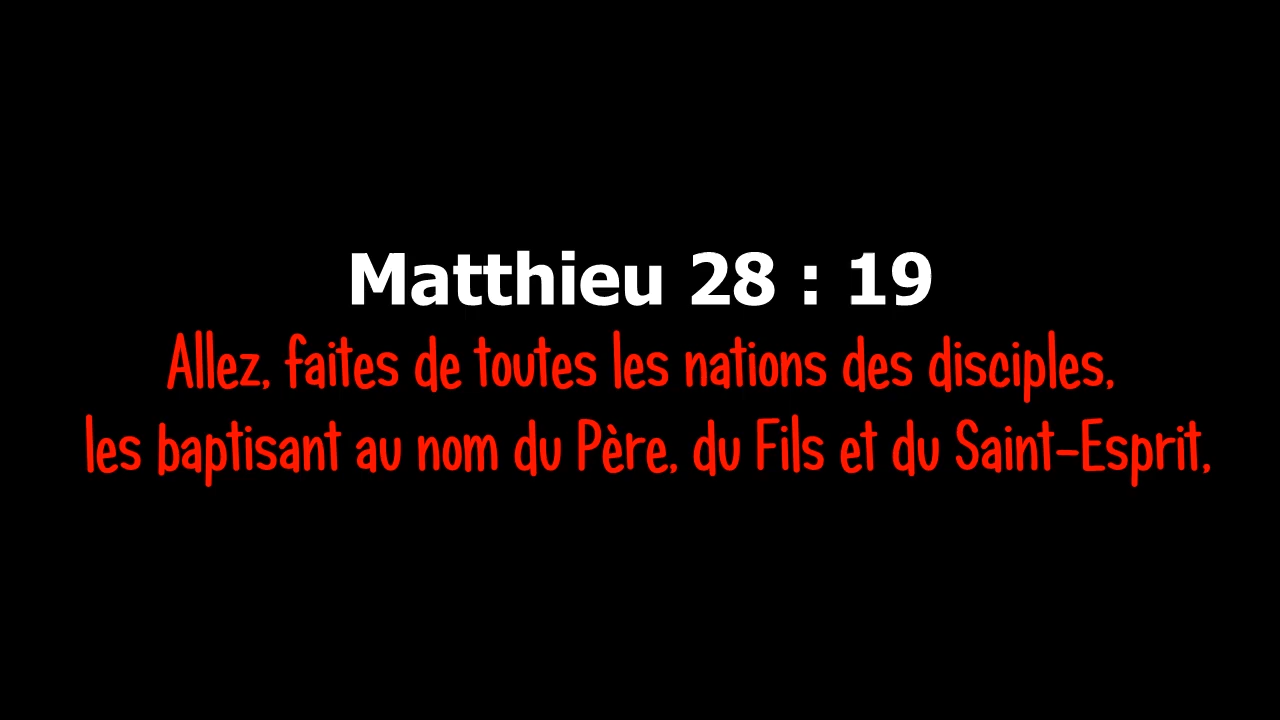 Matthieu 28 : 19
Allez, faites de toutes les nations des disciples,
les baptisant au nom du Père, du Fils et du Saint-Esprit,